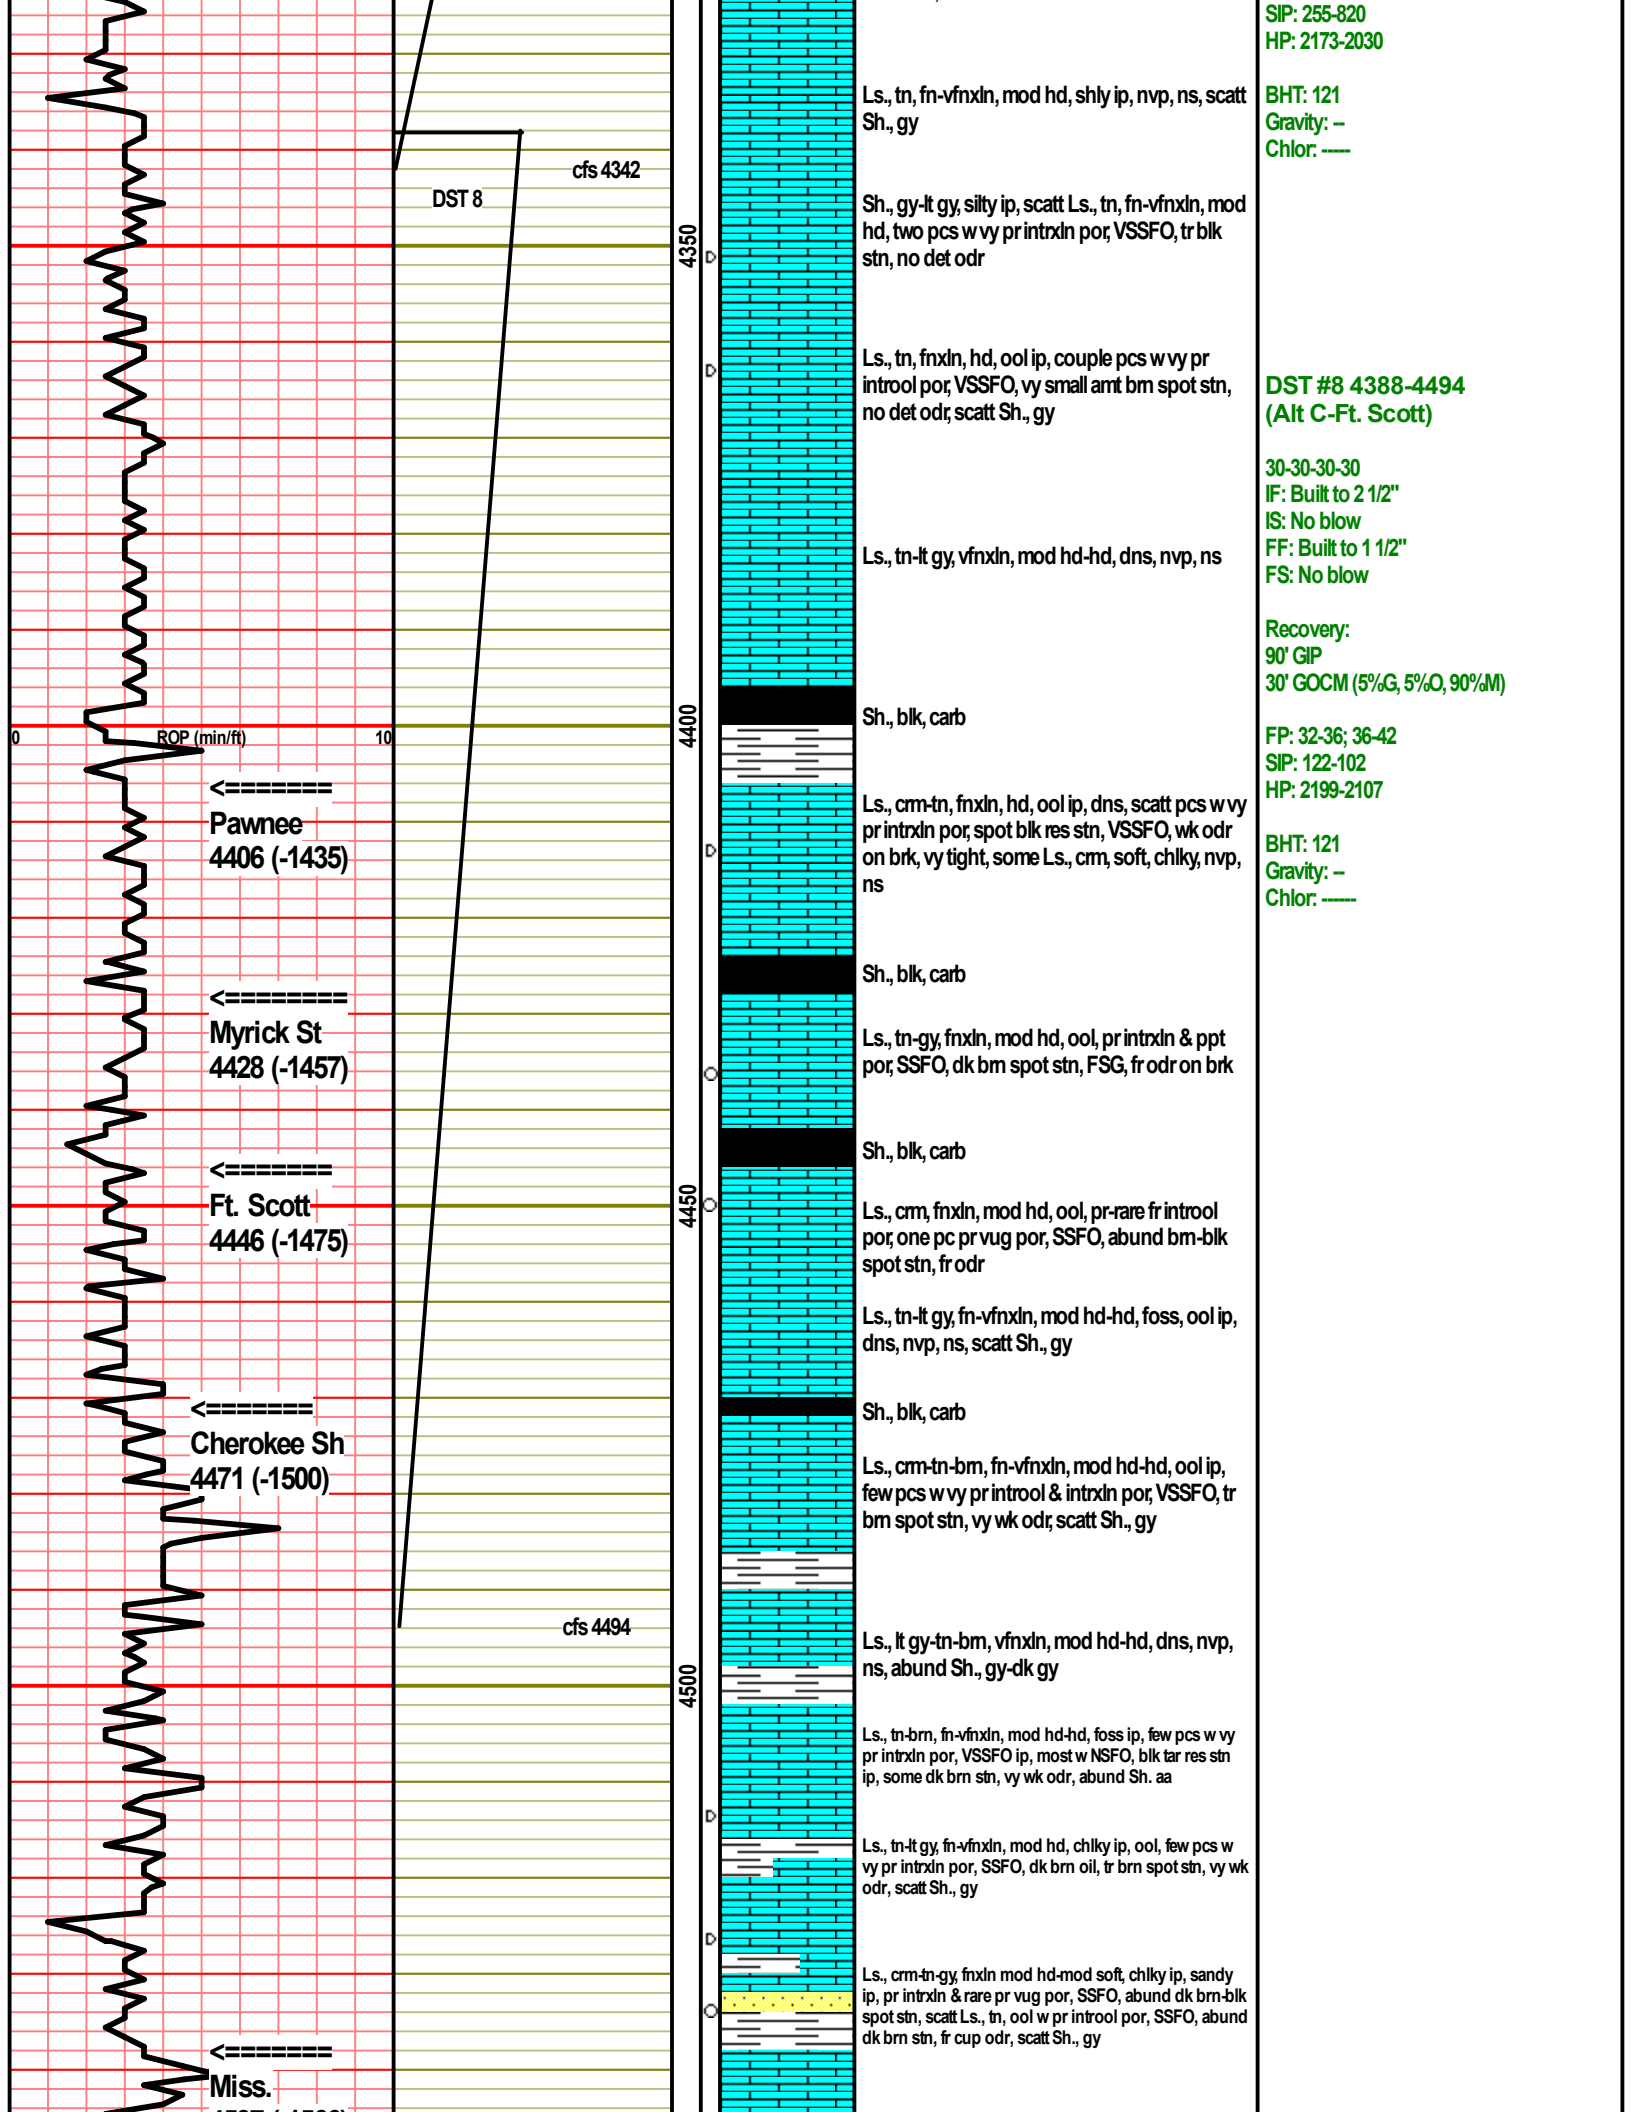 SIP: 255-820
HP: 2173-2030
BHT: 121
Gravity: --
Chlor: -----
Ls., tn, fn-vfnxln, mod hd, shly ip, nvp, ns, scatt
Sh., gy
cfs 4342
DST 8
Sh., gy-lt gy, silty ip, scatt Ls., tn, fn-vfnxln, mod
hd, two pcs w vy pr intrxln por, VSSFO, tr blk
stn, no det odr
4350
Ls., tn, fnxln, hd, ool ip, couple pcs w vy pr
introol por, VSSFO, vy small amt brn spot stn,
no det odr, scatt Sh., gy
DST #8 4388-4494
(Alt C-Ft. Scott)
30-30-30-30
IF: Built to 2 1/2"
IS: No blow
FF: Built to 1 1/2"
FS: No blow
Ls., tn-lt gy, vfnxln, mod hd-hd, dns, nvp, ns
Recovery:
90' GIP
30' GOCM (5%G, 5%O, 90%M)
FP: 32-36; 36-42
SIP: 122-102
HP: 2199-2107
BHT: 121
Gravity: --
Chlor: ------
Sh., blk, carb
4400
0 ROP (min/ft) 10
<=======
Pawnee
4406 (-1435)
Ls., crm-tn, fnxln, hd, ool ip, dns, scatt pcs w vy
pr intrxln por, spot blk res stn, VSSFO, wk odr
on brk, vy tight, some Ls., crm, soft, chlky, nvp,
ns
Sh., blk, carb
<========
Myrick St
4428 (-1457)
Ls., tn-gy, fnxln, mod hd, ool, pr intrxln & ppt
por, SSFO, dk brn spot stn, FSG, fr odr on brk
Sh., blk, carb
<=======
Ft. Scott
4446 (-1475)
4450
Ls., crm, fnxln, mod hd, ool, pr-rare fr introol
por, one pc pr vug por, SSFO, abund brn-blk
spot stn, fr odr
Ls., tn-lt gy, fn-vfnxln, mod hd-hd, foss, ool ip,
dns, nvp, ns, scatt Sh., gy
<=======
Cherokee Sh
4471 (-1500)
Sh., blk, carb
Ls., crm-tn-brn, fn-vfnxln, mod hd-hd, ool ip,
few pcs w vy pr introol & intrxln por, VSSFO, tr
brn spot stn, vy wk odr, scatt Sh., gy
cfs 4494
Ls., lt gy-tn-brn, vfnxln, mod hd-hd, dns, nvp,
ns, abund Sh., gy-dk gy
4500
Ls., tn-brn, fn-vfnxln, mod hd-hd, foss ip, few pcs w vy
pr intrxln por, VSSFO ip, most w NSFO, blk tar res stn
ip, some dk brn stn, vy wk odr, abund Sh. aa
Ls., tn-lt gy, fn-vfnxln, mod hd, chlky ip, ool, few pcs w
vy pr intrxln por, SSFO, dk brn oil, tr brn spot stn, vy wk
odr, scatt Sh., gy
Ls., crm-tn-gy, fnxln mod hd-mod soft, chlky ip, sandy
ip, pr intrxln & rare pr vug por, SSFO, abund dk brn-blk
spot stn, scatt Ls., tn, ool w pr introol por, SSFO, abund
dk brn stn, fr cup odr, scatt Sh., gy
<=======
Miss.